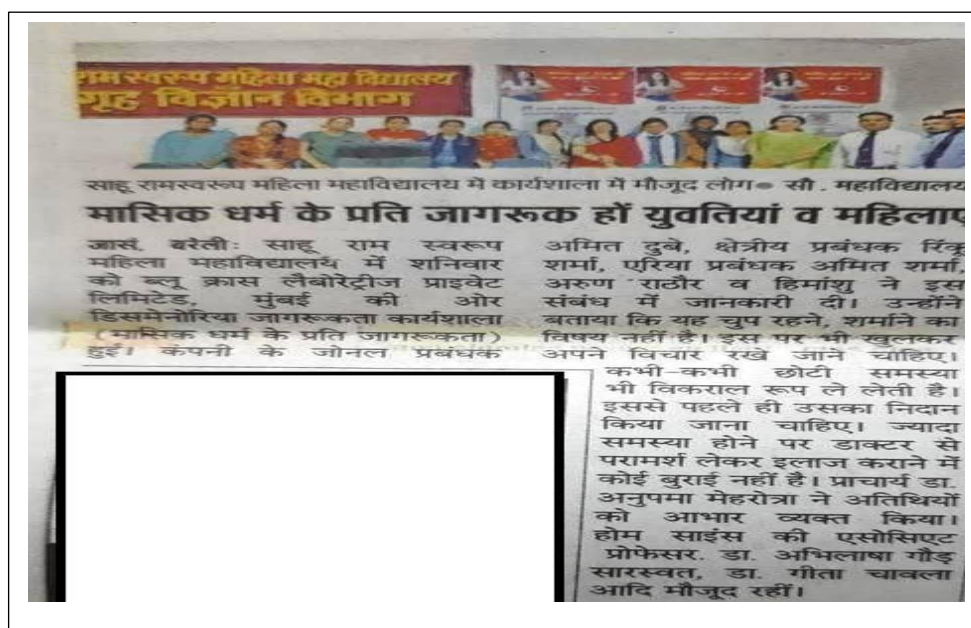 राम स्वरुप महिला महा विद्यालय
गृह विज्ञान विभाग
साहू रामस्वरूप महिला महाविद्यालय में कार्यशाला में मौजूद लोग● सौ. महाविद्यालय
मासिक धर्म के प्रति जागरूक हों युवतियां व महिलाएं
जासं, बरेली: साहू राम स्वरूप
महिला महाविद्यालय में शनिवार
को ब्लू क्रास लैबोरेट्रीज प्राइवेट
लिमिटेड, मुंबई की ओर
डिसमेनोरिया जागरूकता कार्यशाला
(मासिक धर्म के प्रति जागरूकता)
हुई। कंपनी के जोनल प्रबंधक
अमित दुबे, क्षेत्रीय प्रबंधक रिंकू
शर्मा, एरिया प्रबंधक अमित शर्मा,
अरुण राठौर व हिमांशु ने इस
संबंध में जानकारी दी। उन्होंने
बताया कि यह चुप रहने, शर्माने का
विषय नहीं है। इस पर भी खुलकर
अपने विचार रखे जाने चाहिए।
कभी-कभी छोटी समस्या
भी विकराल रूप ले लेती है।
इससे पहले ही उसका निदान
किया जाना चाहिए। ज्यादा
समस्या होने पर डाक्टर से
परामर्श लेकर इलाज कराने में
कोई बुराई नहीं है। प्राचार्य डा.
अनुपमा मेहरोत्रा ने अतिथियों
को आभार व्यक्त किया।
होम साइंस की एसोसिएट
प्रोफेसर. डा. अभिलाषा गौड़
सारस्वत, डा. गीता चावला
आदि मौजूद रहीं।